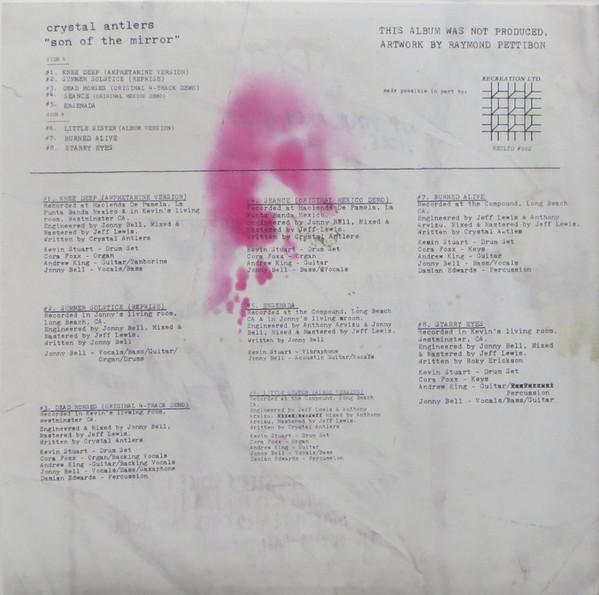 crystal antlers
"son of the mirror"
THIS ALBUM WAS NOT PRODUCED.
ARTWORK BY RAYMOND PETTIBON
SIDE A
#1. KNEE DEEP (AMPHETAMINE VERSION)
#2. SUMMER SOLSTICE (REPRISE)
#3. DEAD HORSES (ORIGINAL 4-TRACK DEMO)
#4. SEANCE (ORIGINAL MEXICO DEMO)
#5. ENSENADA
SIDE B
#6. LITTLE SISTER (ALBUM VERSION)
#7. BURNED ALIVE
#8. STARRY EYES
made possible in part by:
RECREATION LTD.
RECLTD #002
#1. KNEE DEEP (AMPHETAMINE VERSION)
Recorded at Hacienda De Pamela, La
Punta Banda Mexico & in Kevin's living
room, Westminster CA.
Engineered by Jonny Bell, Mixed &
Mastered by Jeff Lewis.
Written by Crystal Antlers
Kevin Stuart - Drum Set
Cora Foxx - Organ
Andrew King - Guitar/Tamborine
Jonny Bell - Vocals/Bass
#2. SUMMER SOLSTICE (REPRISE)
Recorded in Jonny's living room,
Long Beach, CA.
Engineered by Jonny Bell, Mixed &
Mastered by Jeff Lewis.
Written by Jonny Bell
Jonny Bell - Vocals/Bass/Guitar/
Organ/Drums
#3. DEAD HORSES (ORIGINAL 4-TRACK DEMO)
Recorded in Kevin's living room,
Westminster CA.
Engineered & Mixed by Jonny Bell,
Mastered by Jeff Lewis.
Written by Crystal Antlers
Kevin Stuart - Drum Set
Cora Foxx - Organ/Backing Vocals
Andrew King -Guitar/Backing Vocals
Jonny Bell - Vocals/Bass/Saxaphone
Damian Edwards - Percussion
#4. SEANCE (ORIGINAL MEXICO DEMO)
Recorded at Hacienda De Pamela, La
Punta Banda Mexico.
Engineered by Jonny Bell, Mixed &
Mastered by Jeff Lewis.
Written by Crystal Antlers
Kevin Stuart - Drum Set
Cora Foxx - Organ
Andrew King - Guitar
Jonny Bell - Bass/Vocals
#5. ENSENADA
Recorded at the Compound, Long Beach
CA & in Jonny's living room.
Engineered by Anthony Arvizu & Jonny
Bell, Mixed & Mastered by Jeff Lewis.
Written by Jonny Bell
Kevin Stuart - Vibraphone
Jonny Bell - Acoustic Guitar/Vocals
#6. LITTLE SISTER (ALBUM VERSION)
Recorded at the Compound, Long Beach
CA.
Engineered by Jeff Lewis & Anthony
Arvizu, by Anthony
Arvizu, Mastered by Jeff Lewis.
Written by Crystal Antlers
Kevin Stuart - Drum Set
Cora Foxx - Organ
Andrew King - Guitar
Jonny Bell - Vocals/Bass
Damian Edwards - Percussion
#7. BURNED ALIVE
Recorded at the Compound, Long Beach
CA.
Engineered by Jeff Lewis & Anthony
Arvizu, Mixed & Mastered by Jeff Lewis.
Written by Crystal Antlers
Kevin Stuart - Drum Set
Cora Foxx - Keys
Andrew King - Guitar
Jonny Bell - Bass/Vocals
Damian Edwards - Percussion
#8. STARRY EYES
Recorded in Kevin's living room,
Westminster, CA.
Engineered by Jonny Bell, Mixed
& Mastered by Jeff Lewis.
Written by Roky Erickson
Kevin Stuart - Drum Set
Cora Foxx - Keys
Andrew King - Guitar/
Percussion
Jonny Bell - Vocals/Bass/Guitar